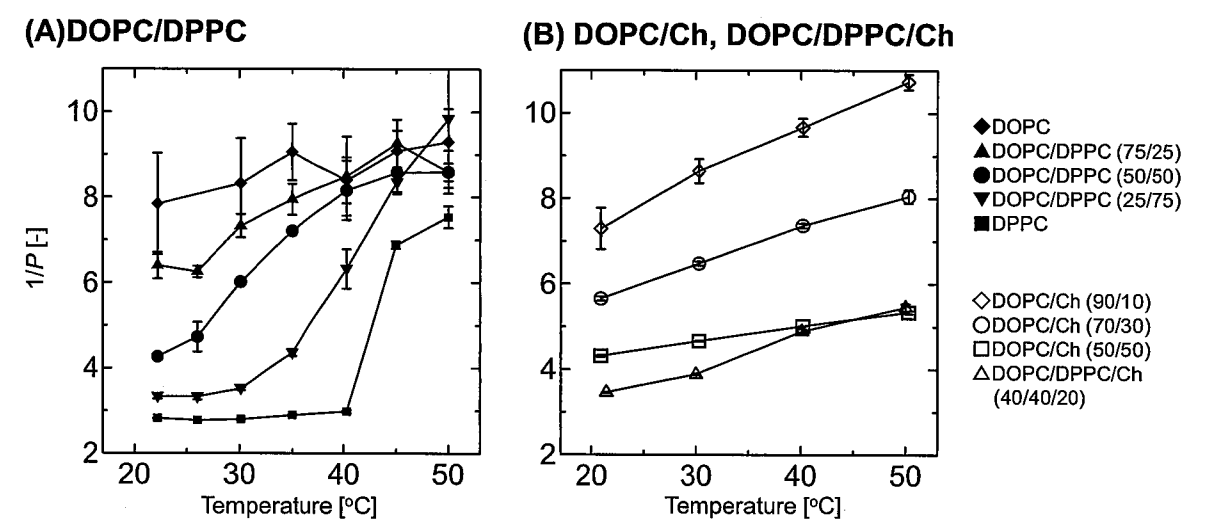 (A)DOPC/DPPC
1/P [-]
10
8
6
4
2
20 30 40 50
Temperature [°C]
(B) DOPC/Ch, DOPC/DPPC/Ch
10
8
6
4
2
20 30 40 50
Temperature [°C]
DOPC
DOPC/DPPC (75/25)
DOPC/DPPC (50/50)
DOPC/DPPC (25/75)
DPPC
DOPC/Ch (90/10)
DOPC/Ch (70/30)
DOPC/Ch (50/50)
DOPC/DPPC/Ch
(40/40/20)